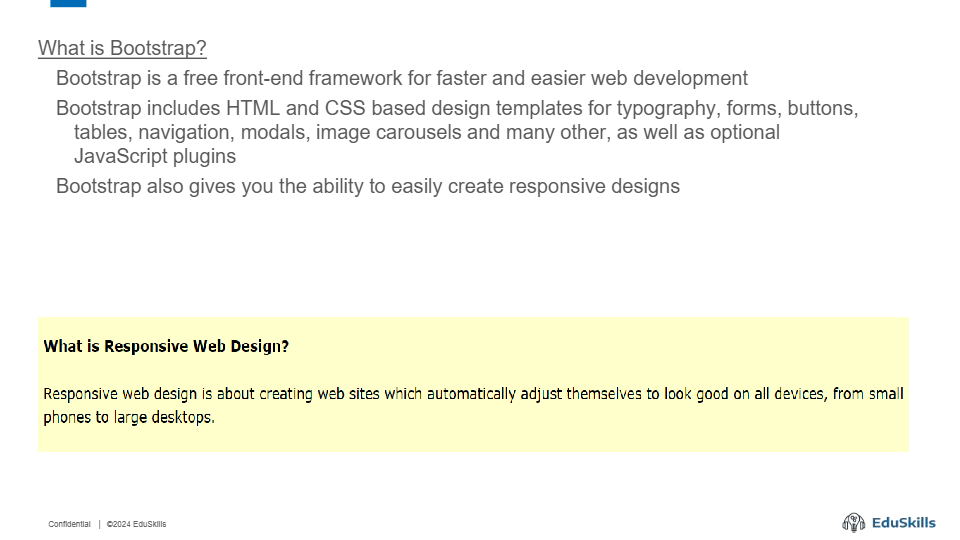 What is Bootstrap?
Bootstrap is a free front-end framework for faster and easier web development
Bootstrap includes HTML and CSS based design templates for typography, forms, buttons,
tables, navigation, modals, image carousels and many other, as well as optional
JavaScript plugins
Bootstrap also gives you the ability to easily create responsive designs
What is Responsive Web Design?
Responsive web design is about creating web sites which automatically adjust themselves to look good on all devices, from small
phones to large desktops.
Confidential | ©2024 EduSkills
EduSkills